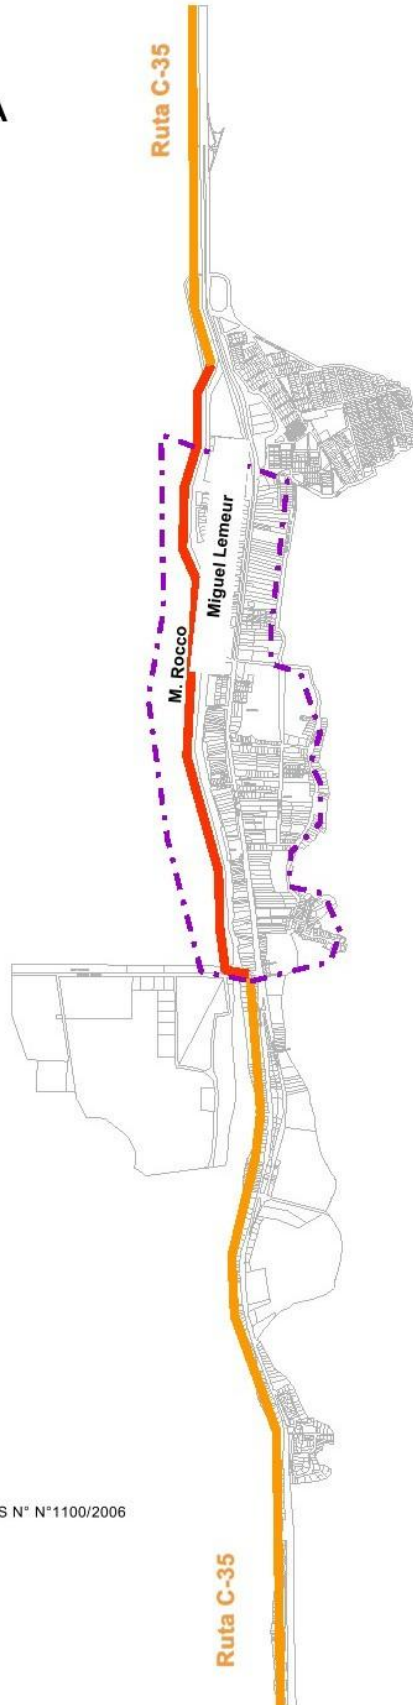 Ruta C-35
A
Miguel Lemeur
M. Rocco
S N° N°1100/2006
Ruta C-35